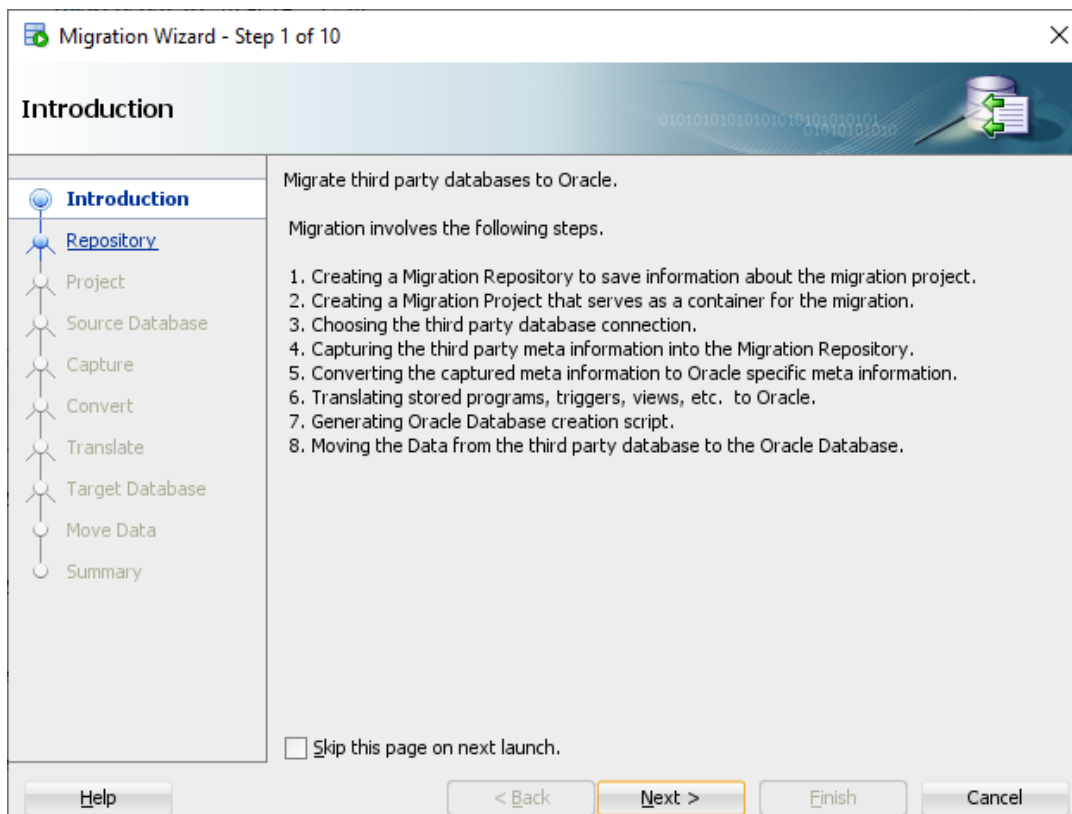 Migration Wizard - Step 1 of 10
Introduction
010101010101010101010101010101
01010101010
Introduction
Repository
Project
Source Database
Capture
Convert
Translate
Target Database
Move Data
Summary
Migrate third party databases to Oracle.
Migration involves the following steps.
1. Creating a Migration Repository to save information about the migration project.
2. Creating a Migration Project that serves as a container for the migration.
3. Choosing the third party database connection.
4. Capturing the third party meta information into the Migration Repository.
5. Converting the captured meta information to Oracle specific meta information.
6. Translating stored programs, triggers, views, etc.  to Oracle.
7. Generating Oracle Database creation script.
8. Moving the Data from the third party database to the Oracle Database.
Skip this page on next launch.
Help
< Back
Next >
Finish
Cancel